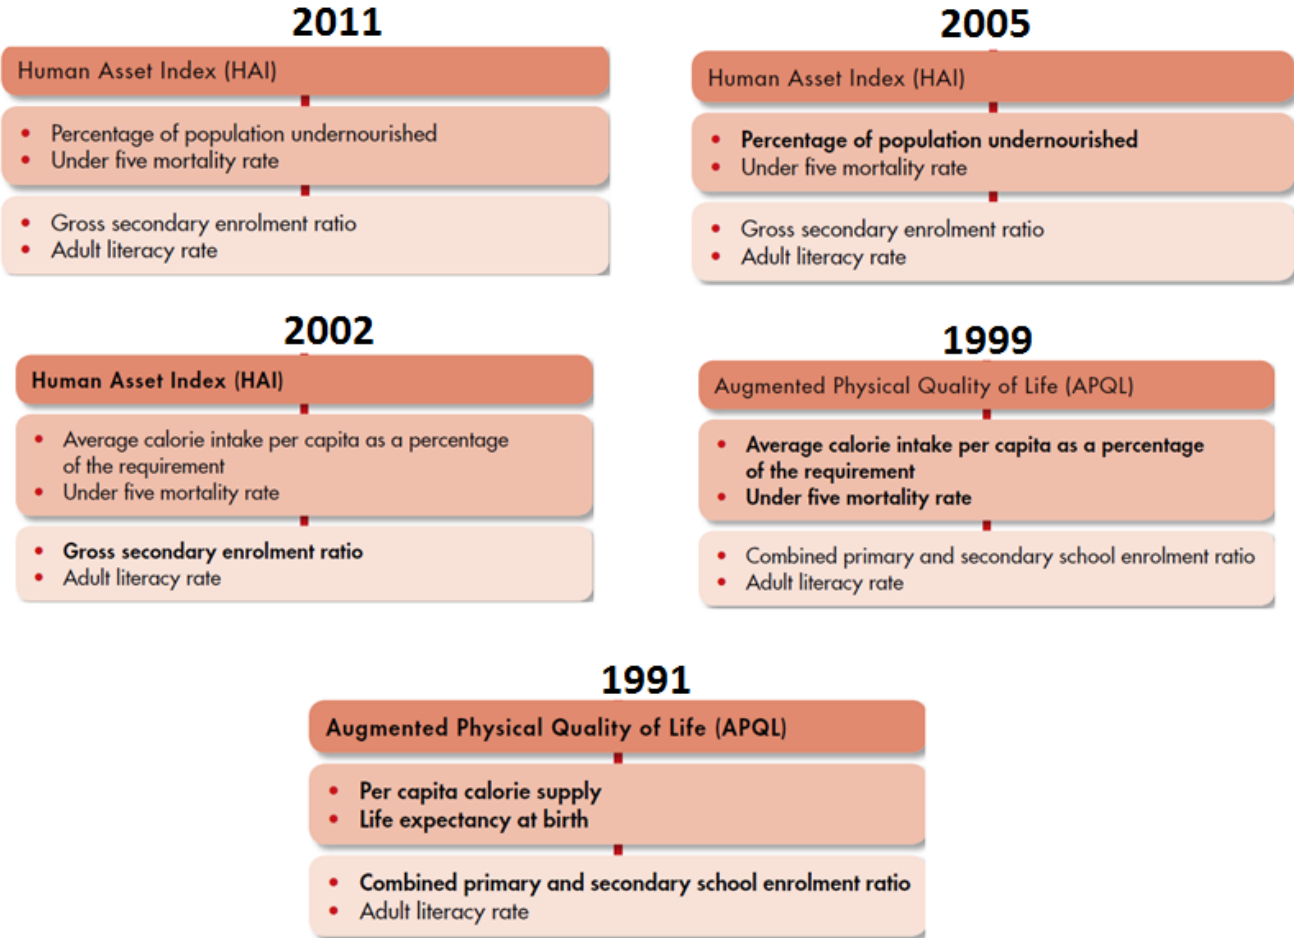 2011
Human Asset Index (HAI)
• Percentage of population undernourished
• Under five mortality rate
• Gross secondary enrolment ratio
• Adult literacy rate
2005
Human Asset Index (HAI)
• Percentage of population undernourished
• Under five mortality rate
• Gross secondary enrolment ratio
• Adult literacy rate
2002
Human Asset Index (HAI)
• Average calorie intake per capita as a percentage
of the requirement
• Under five mortality rate
• Gross secondary enrolment ratio
• Adult literacy rate
1999
Augmented Physical Quality of Life (APQL)
• Average calorie intake per capita as a percentage
of the requirement
• Under five mortality rate
• Combined primary and secondary school enrolment ratio
• Adult literacy rate
1991
Augmented Physical Quality of Life (APQL)
• Per capita calorie supply
• Life expectancy at birth
• Combined primary and secondary school enrolment ratio
• Adult literacy rate